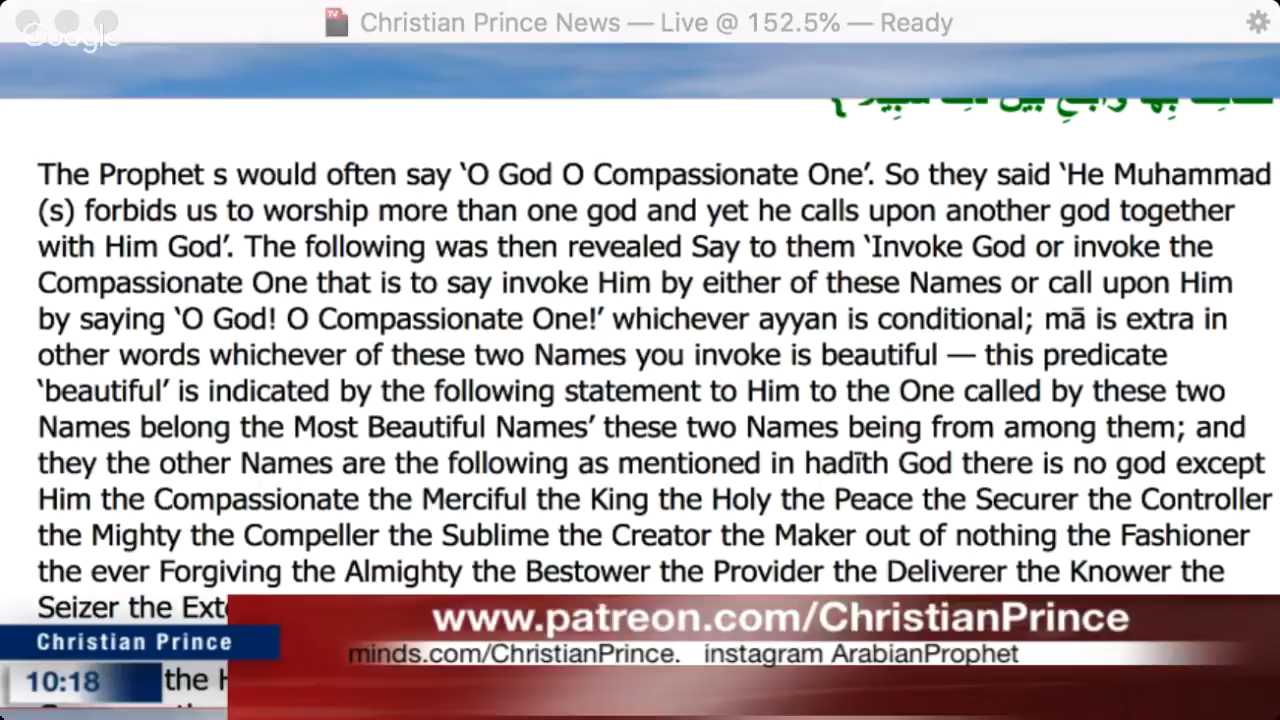 Christian Prince News — Live @ 152.5% — Ready
Google
The Prophet s would often say ‘O God O Compassionate One’. So they said ‘He Muhammad
(s) forbids us to worship more than one god and yet he calls upon another god together
with Him God’. The following was then revealed Say to them ‘Invoke God or invoke the
Compassionate One that is to say invoke Him by either of these Names or call upon Him
by saying ‘O God! O Compassionate One!’ whichever ayyan is conditional; mā is extra in
other words whichever of these two Names you invoke is beautiful — this predicate
‘beautiful’ is indicated by the following statement to Him to the One called by these two
Names belong the Most Beautiful Names’ these two Names being from among them; and
they the other Names are the following as mentioned in hadīth God there is no god except
Him the Compassionate the Merciful the King the Holy the Peace the Securer the Controller
the Mighty the Compeller the Sublime the Creator the Maker out of nothing the Fashioner
the ever Forgiving the Almighty the Bestower the Provider the Deliverer the Knower the
Seizer the
www.patreon.com/ChristianPrince
Christian Prince
minds.com/ChristianPrince. instagram ArabianProphet
10:18
the